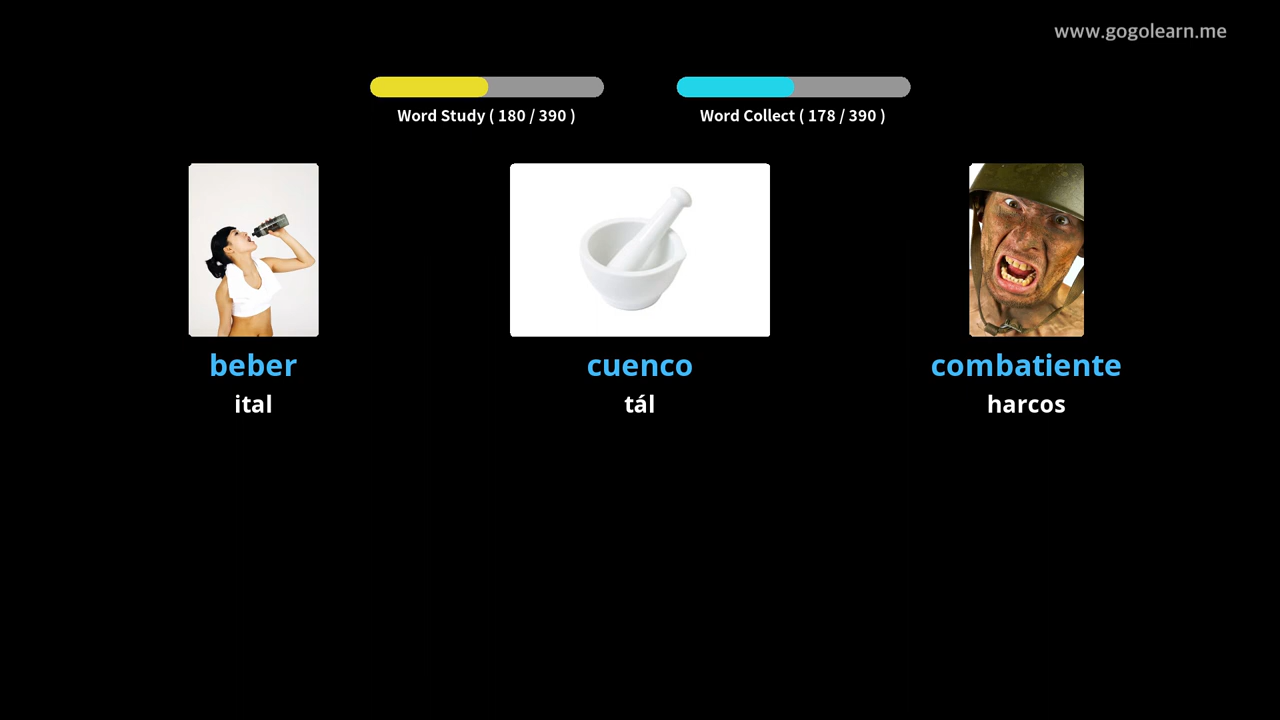 www.gogolearn.me
Word Study ( 180 / 390 )
Word Collect ( 178 / 390 )
beber
ital
cuenco
tál
combatiente
harcos